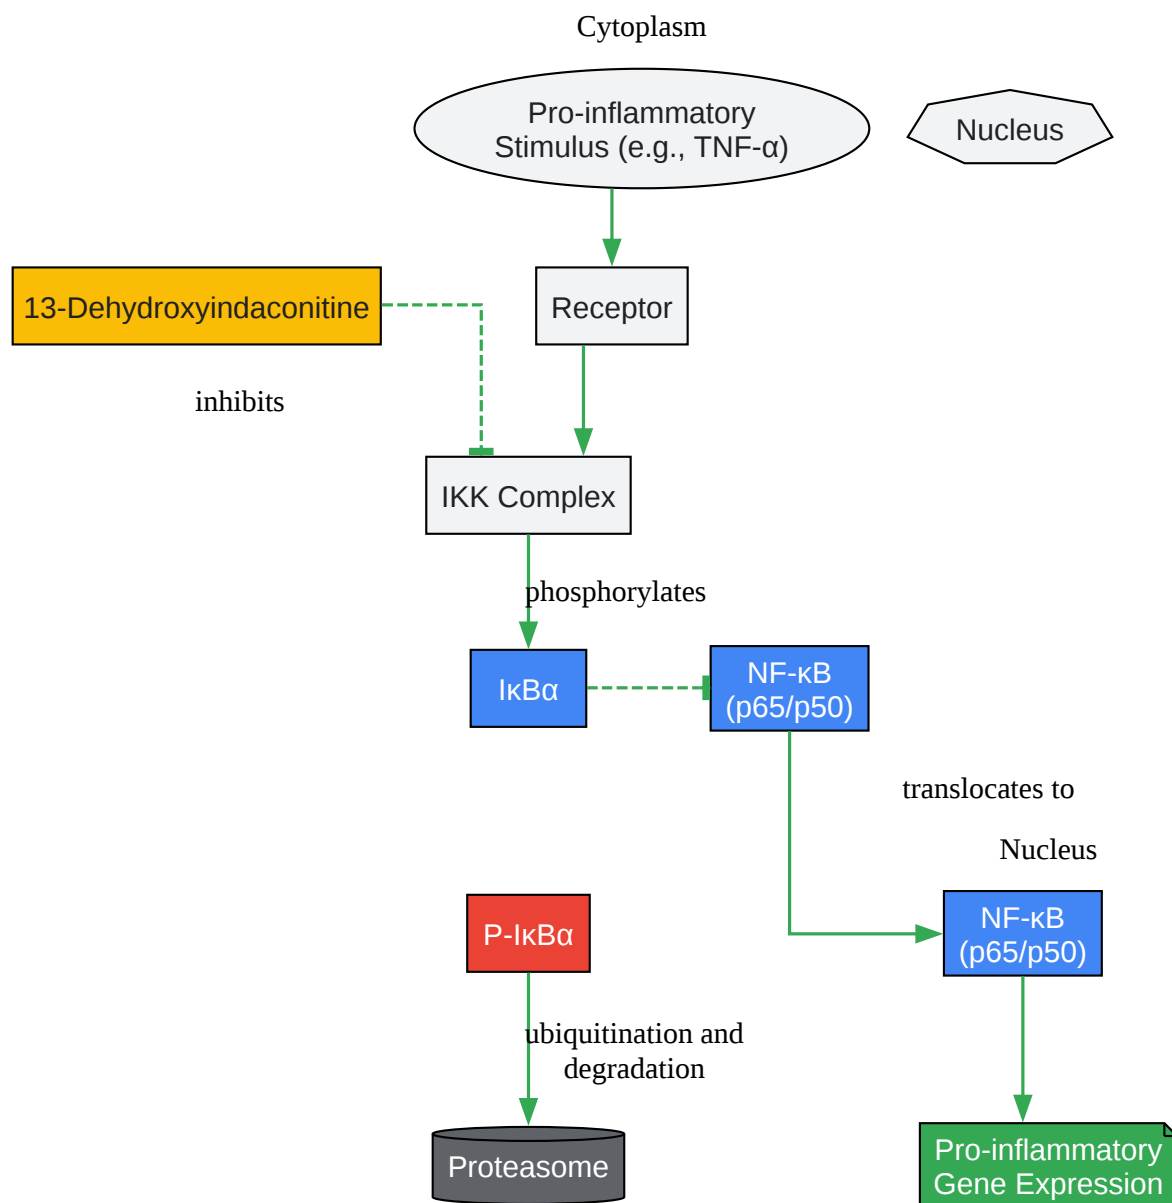 Cytoplasm
Pro-inflammatory
Stimulus (e.g., TNF-α)
Nucleus
13-Dehydroxyindaconitine
Receptor
inhibits
IKK Complex
phosphorylates
IκBα
NF-κB
(p65/p50)
translocates to
Nucleus
P-IκBα
NF-κB
(p65/p50)
ubiquitination and
degradation
Proteasome
Pro-inflammatory
Gene Expression